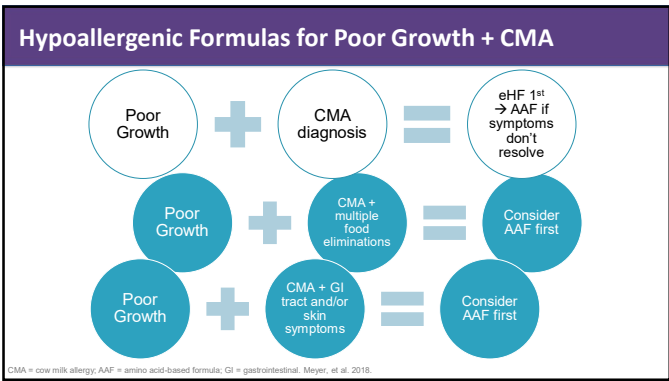 Hypoallergenic Formulas for Poor Growth + CMA
Poor
Growth
CMA
diagnosis
eHF 1st
→ AAF if
symptoms
don't
resolve
Poor
Growth
CMA +
multiple
food
eliminations
Consider
AAF first
Poor
Growth
CMA + GI
tract and/or
skin
symptoms
Consider
AAF first
CMA = cow milk allergy; AAF = amino acid-based formula; GI = gastrointestinal. Meyer, et al. 2018.